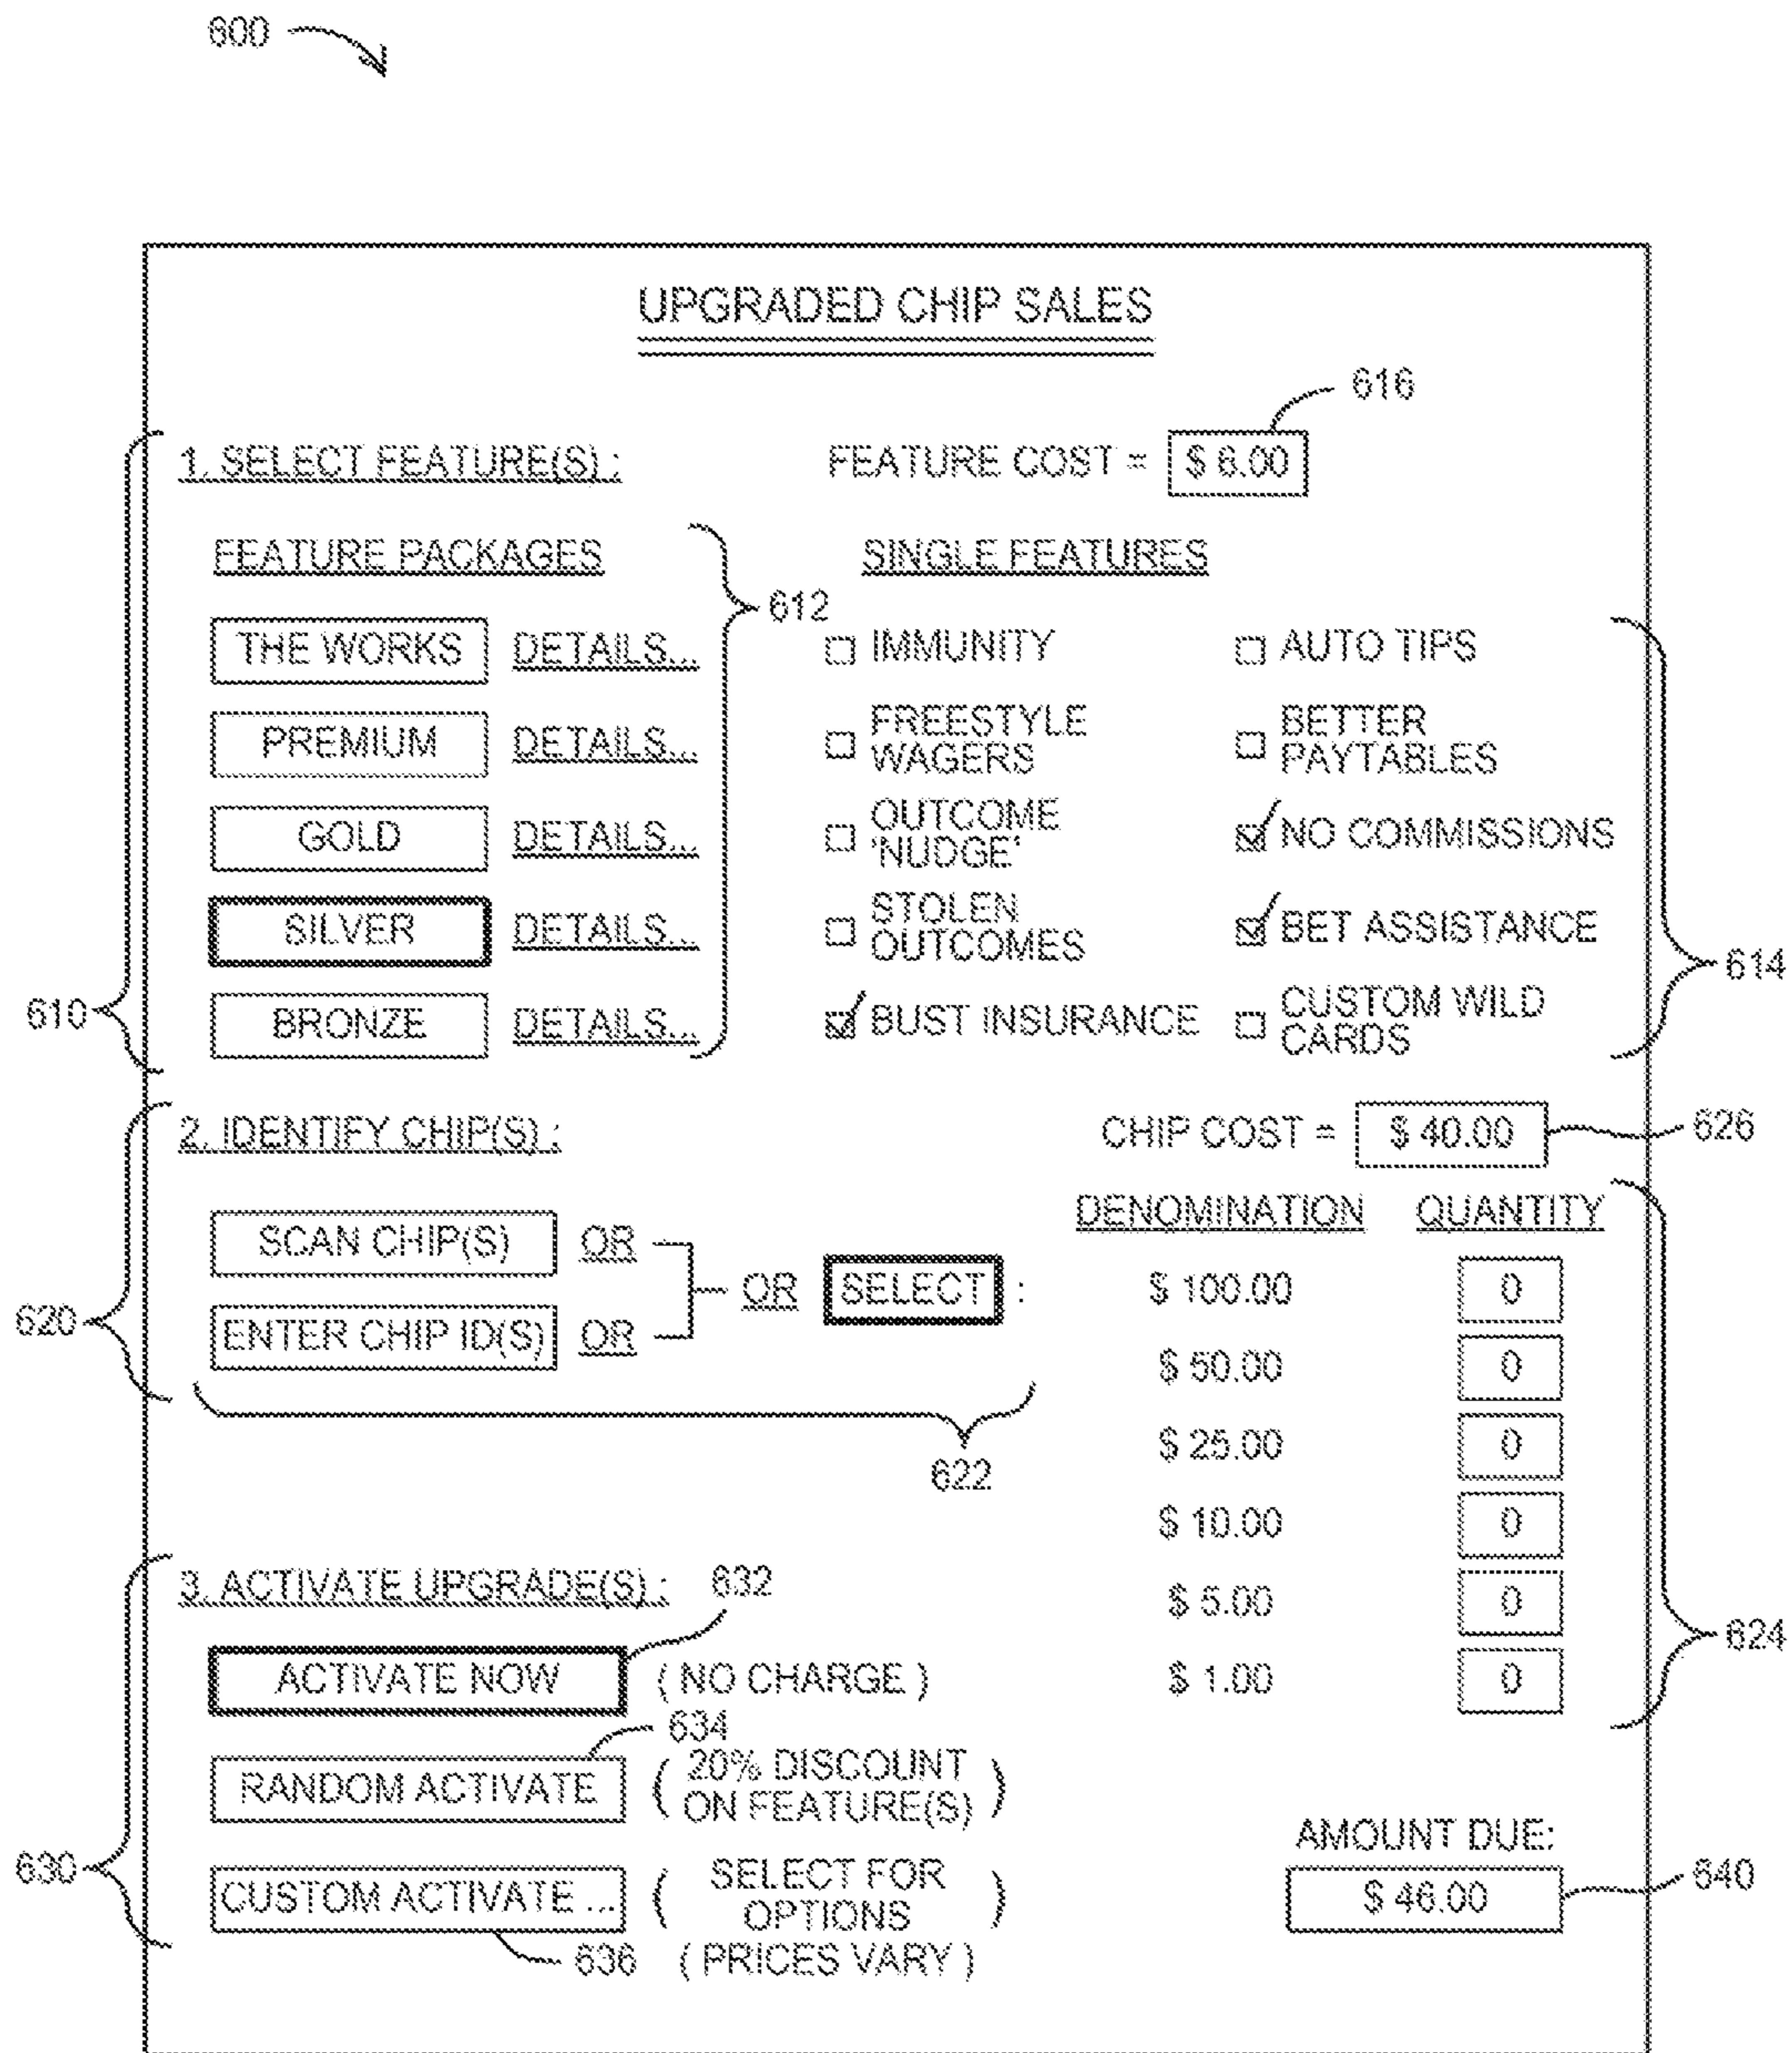 600
UPGRADED CHIP SALES
616
1. SELECT FEATURE(S) :
FEATURE COST = $ 6.00
FEATURE PACKAGES
SINGLE FEATURES
612
THE WORKS DETAILS...
PREMIUM DETAILS...
GOLD DETAILS...
SILVER DETAILS...
BRONZE DETAILS...
610
IMMUNITY
FREESTYLE
WAGERS
OUTCOME
'NUDGE'
STOLEN
OUTCOMES
BUST INSURANCE
AUTO TIPS
BETTER
PAYTABLES
NO COMMISSIONS
BET ASSISTANCE
CUSTOM WILD
CARDS
614
2. IDENTIFY CHIP(S) :
CHIP COST = $ 40.00
626
620
SCAN CHIP(S) OR
ENTER CHIP ID(S) OR
OR SELECT :
622
DENOMINATION QUANTITY
$ 100.00 0
$ 50.00 0
$ 25.00 0
$ 10.00 0
$ 5.00 0
$ 1.00 0
624
3. ACTIVATE UPGRADE(S) :
632
ACTIVATE NOW ( NO CHARGE )
634
RANDOM ACTIVATE ( 20% DISCOUNT
ON FEATURE(S) )
630
CUSTOM ACTIVATE ... ( SELECT FOR
OPTIONS )
636 ( PRICES VARY )
AMOUNT DUE:
$ 46.00
640